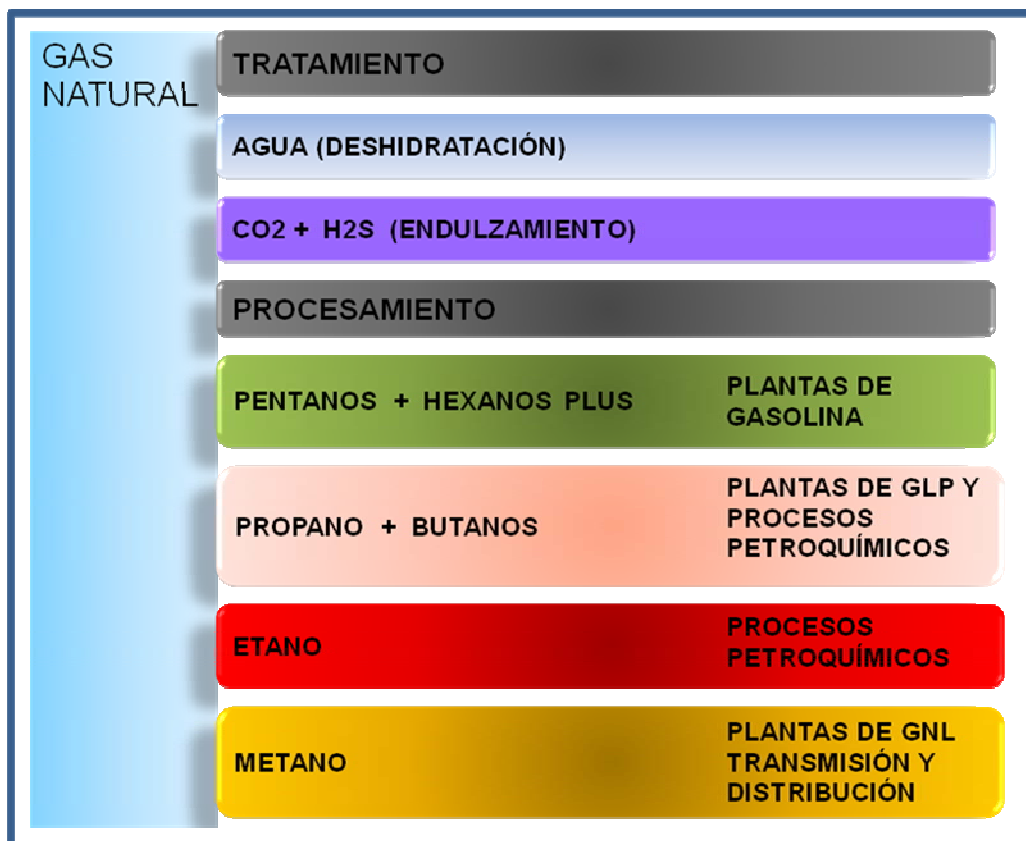 GAS
NATURAL
TRATAMIENTO
AGUA (DESHIDRATACIÓN)
CO2 + H2S (ENDULZAMIENTO)
PROCESAMIENTO
PENTANOS + HEXANOS PLUS
PLANTAS DE
GASOLINA
PROPANO + BUTANOS
PLANTAS DE GLP Y
PROCESOS
PETROQUÍMICOS
ETANO
PROCESOS
PETROQUÍMICOS
METANO
PLANTAS DE GNL
TRANSMISIÓN Y
DISTRIBUCIÓN